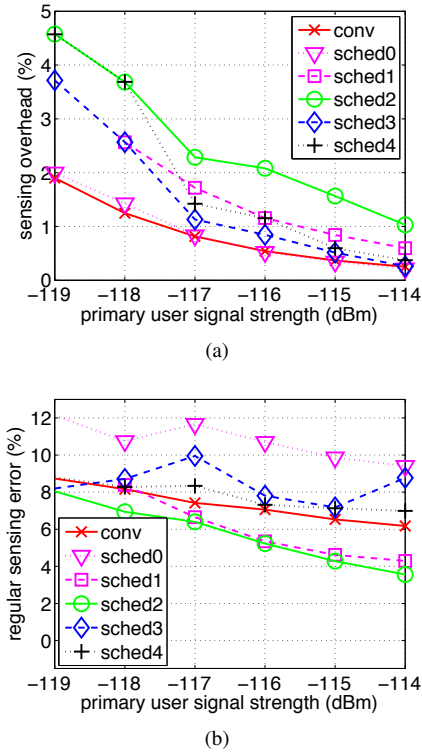 5
4
3
2
1
0
sensing overhead (%)
conv
sched0
sched1
sched2
sched3
sched4
−119 −118 −117 −116 −115 −114
primary user signal strength (dBm)
(a)
12
10
8
6
4
2
0
regular sensing error (%)
conv
sched0
sched1
sched2
sched3
sched4
−119 −118 −117 −116 −115 −114
primary user signal strength (dBm)
(b)